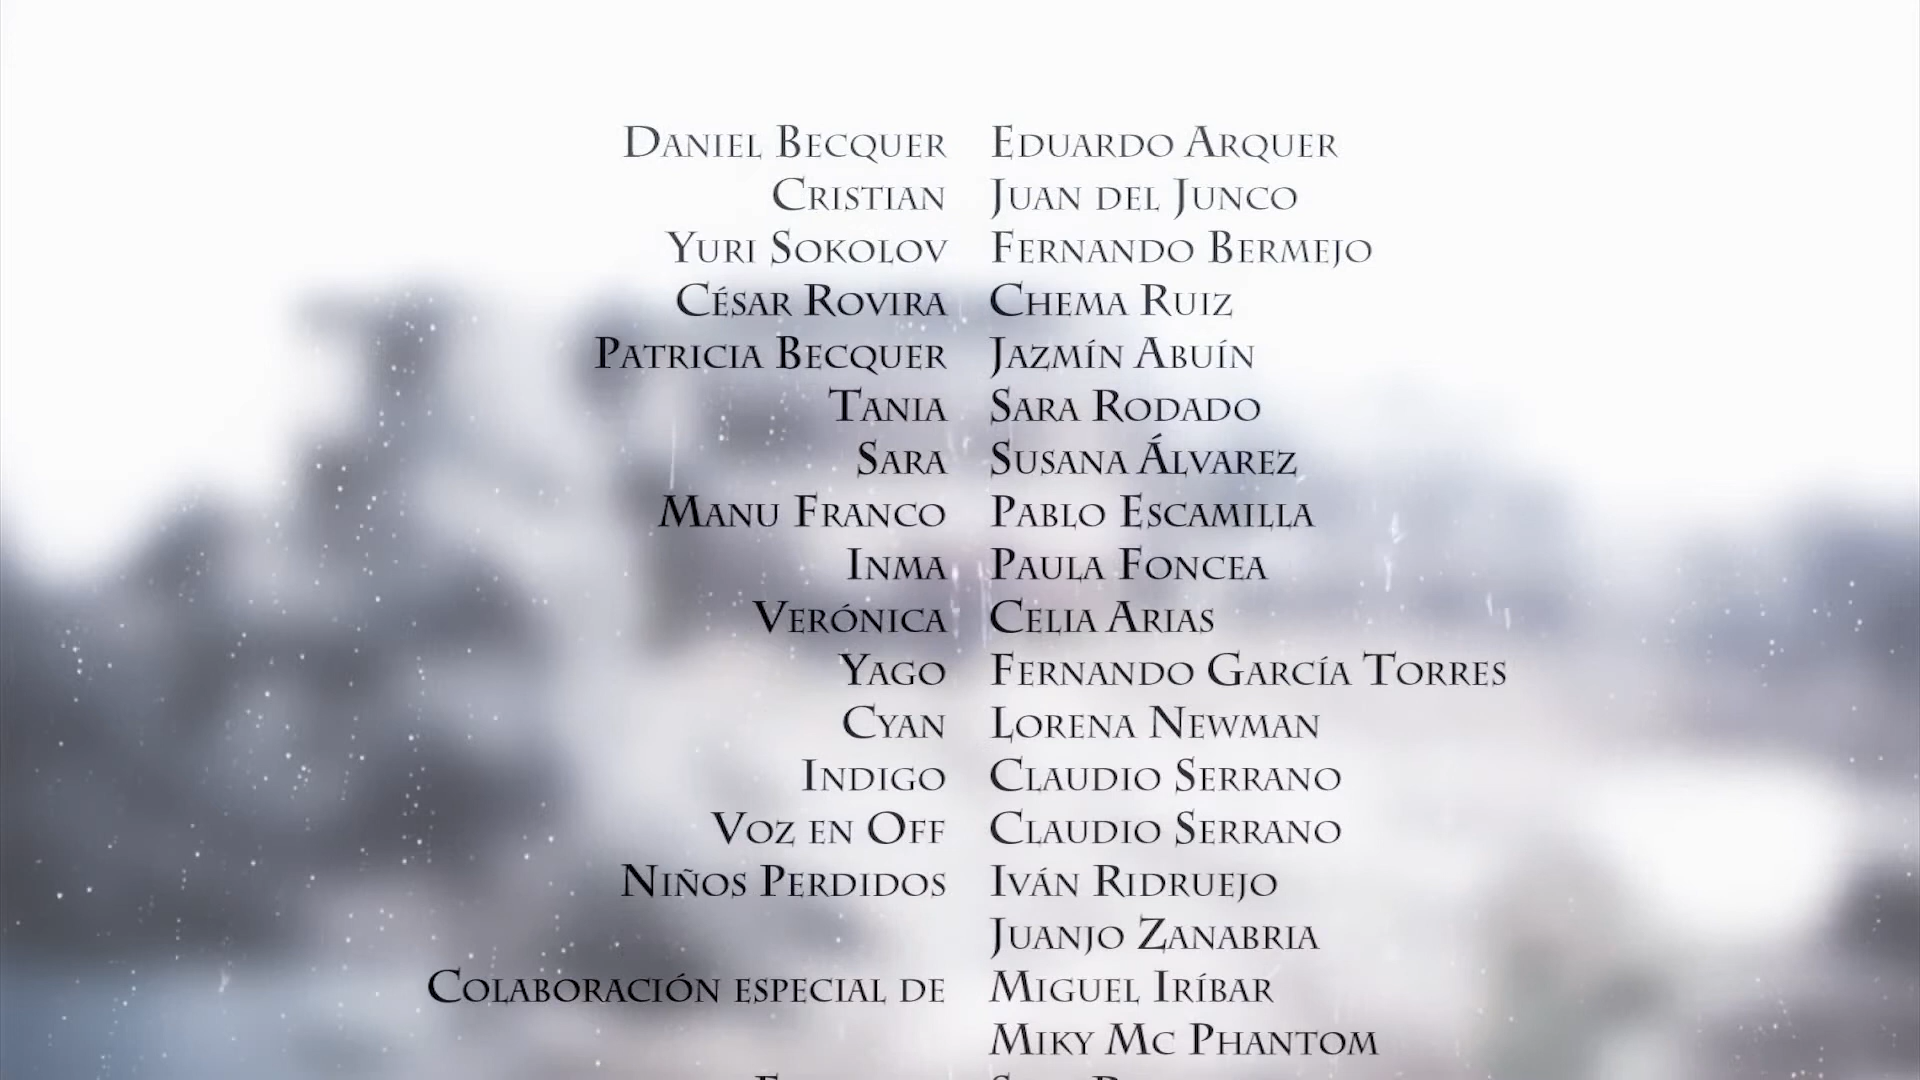 Daniel Becquer Eduardo Arquer
Cristian Juan del Junco
Yuri Sokolov Fernando Bermejo
César Rovira Chema Ruiz
Patricia Becquer Jazmín Abuín
Tania Sara Rodado
Sara Susana Álvarez
Manu Franco Pablo Escamilla
Inma Paula Foncea
Verónica Celia Arias
Yago Fernando García Torres
Cyan Lorena Newman
Indigo Claudio Serrano
Voz en Off Claudio Serrano
Niños Perdidos Iván Ridruejo
Juanjo Zanabria
Colaboración especial de Miguel Iríbar
Miky Mc Phantom